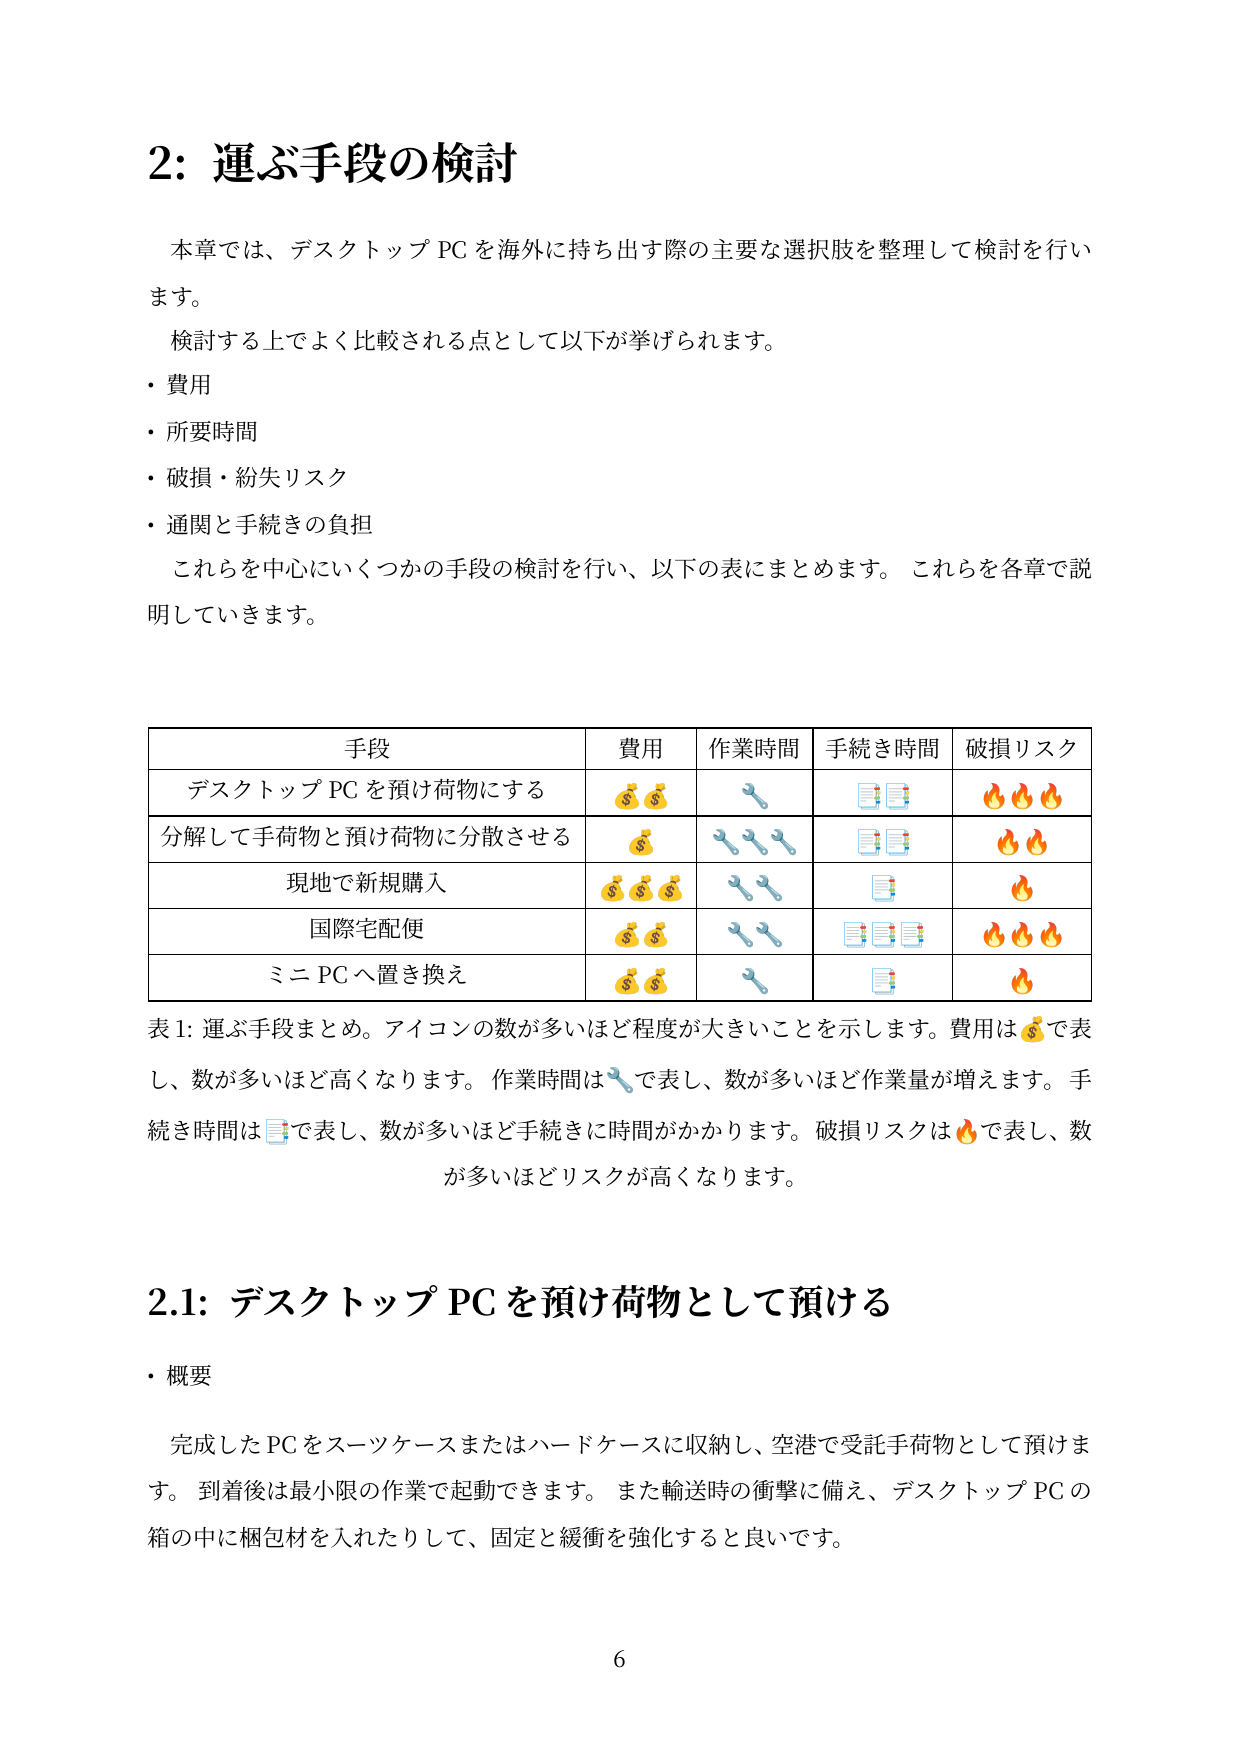 2: 運ぶ手段の検討
本章では、デスクトップ PC を海外に持ち出す際の主要な選択肢を整理して検討を行い
ます。
検討する上でよく比較される点として以下が挙げられます。
・費用
・所要時間
・破損・紛失リスク
・通関と手続きの負担
これらを中心にいくつかの手段の検討を行い、以下の表にまとめます。 これらを各章で説
明していきます。
手段 費用 作業時間 手続き時間 破損リスク
デスクトップ PC を預け荷物にする 💰💰 🔧 📑📑 🔥🔥🔥
分解して手荷物と預け荷物に分散させる 💰 🔧🔧🔧 📑📑 🔥🔥
現地で新規購入 💰💰💰 🔧🔧 📑 🔥
国際宅配便 💰💰 🔧🔧 📑📑📑 🔥🔥🔥
ミニ PC へ置き換え 💰💰 🔧 📑 🔥
表 1: 運ぶ手段まとめ。アイコンの数が多いほど程度が大きいことを示します。費用は💰で表
し、数が多いほど高くなります。 作業時間は🔧で表し、数が多いほど作業量が増えます。 手
続き時間は📑で表し、数が多いほど手続きに時間がかかります。破損リスクは🔥で表し、数
が多いほどリスクが高くなります。
2.1: デスクトップ PC を預け荷物として預ける
・概要
完成した PC をスーツケースまたはハードケースに収納し、空港で受託手荷物として預けま
す。 到着後は最小限の作業で起動できます。 また輸送時の衝撃に備え、デスクトップ PC の
箱の中に梱包材を入れたりして、固定と緩衝を強化すると良いです。
6